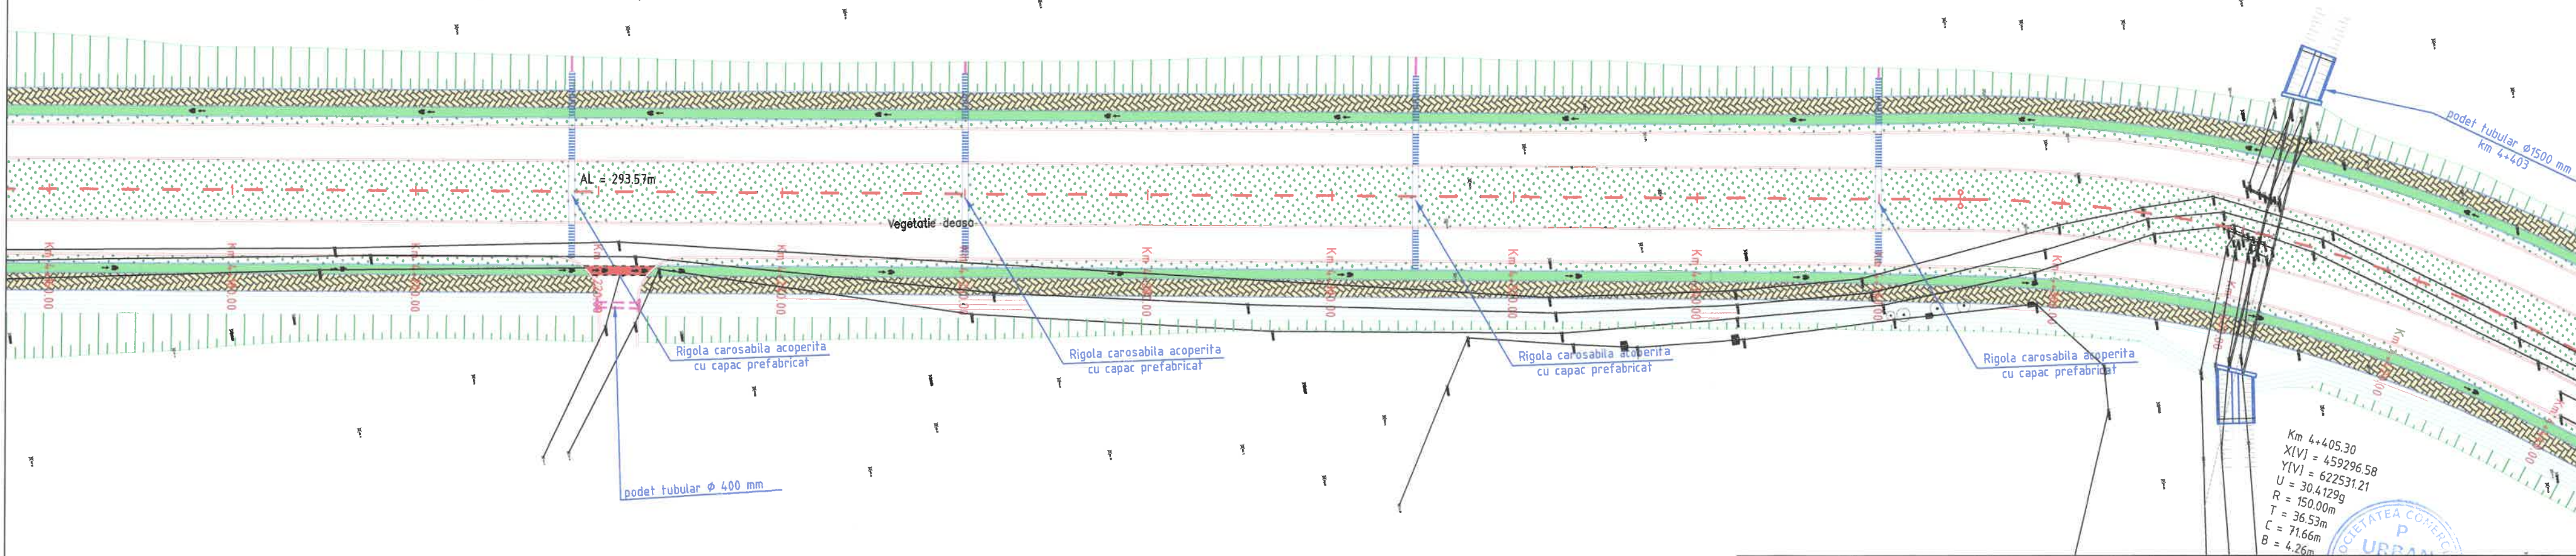 podet tubular Φ1500 mm
km 4+403
AL = 293.57m
Vegetatie deasa
Rigola carosabila acoperita
cu capac prefabricat
Rigola carosabila acoperita
cu capac prefabricat
Rigola carosabila acoperita
cu capac prefabricat
Rigola carosabila acoperita
cu capac prefabricat
podet tubular Φ 400 mm
Km 4+405.30
X[V] = 459296.58
Y[V] = 622531.21
U = 30.4129g
R = 150.00m
T = 36.53m
C = 71.66m
B = 4.26m
P
URBAN